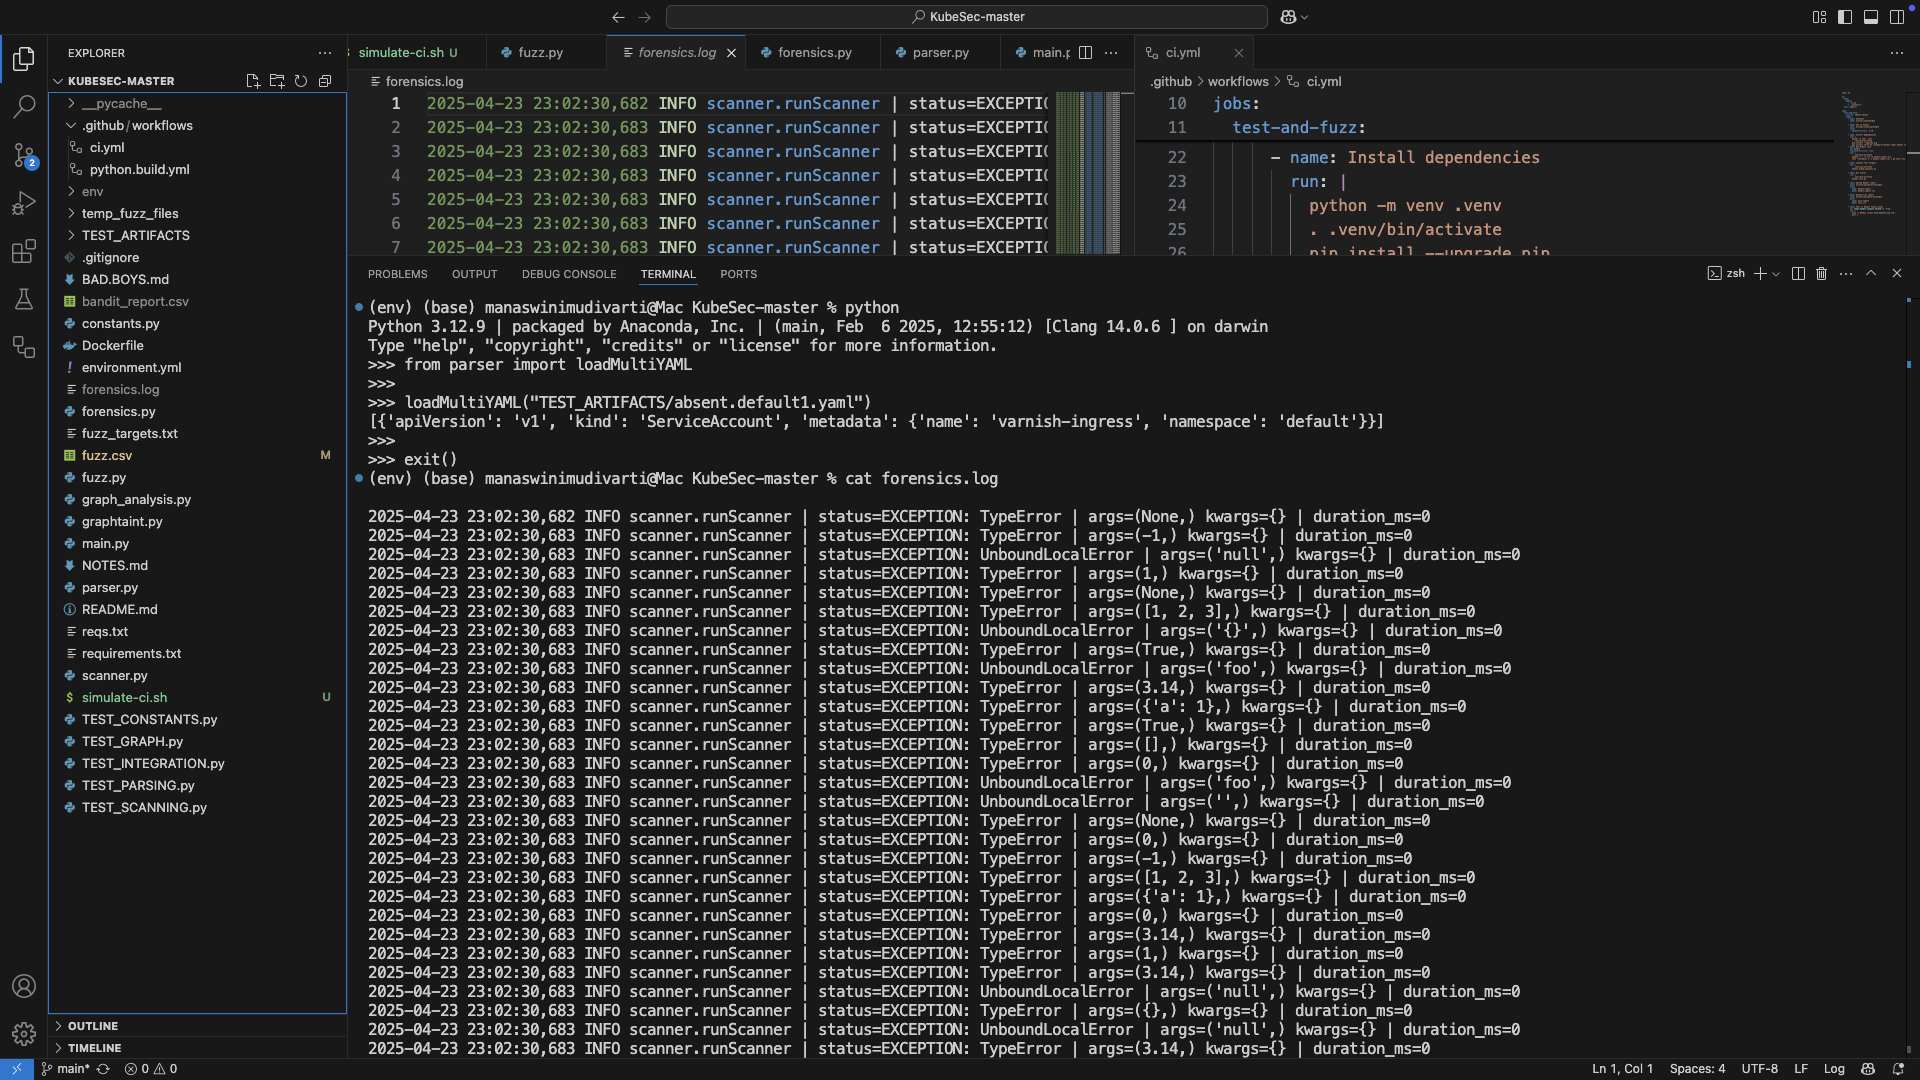 KubeSec-master
EXPLORER
KUBESEC-MASTER
__pycache__
.github/workflows
ci.yml
python.build.yml
env
temp_fuzz_files
TEST_ARTIFACTS
.gitignore
BAD.BOYS.md
bandit_report.csv
constants.py
Dockerfile
environment.yml
forensics.log
forensics.py
fuzz_targets.txt
fuzz.csv M
fuzz.py
graph_analysis.py
graphtaint.py
main.py
NOTES.md
parser.py
README.md
reqs.txt
requirements.txt
scanner.py
simulate-ci.sh U
TEST_CONSTANTS.py
TEST_GRAPH.py
TEST_INTEGRATION.py
TEST_PARSING.py
TEST_SCANNING.py
OUTLINE
TIMELINE
2
simulate-ci.sh U fuzz.py forensics.log forensics.py parser.py main.p
forensics.log
1 2025-04-23 23:02:30,682 INFO scanner.runScanner | status=EXCEPTIO
2 2025-04-23 23:02:30,683 INFO scanner.runScanner | status=EXCEPTIO
3 2025-04-23 23:02:30,683 INFO scanner.runScanner | status=EXCEPTIO
4 2025-04-23 23:02:30,683 INFO scanner.runScanner | status=EXCEPTIO
5 2025-04-23 23:02:30,683 INFO scanner.runScanner | status=EXCEPTIO
6 2025-04-23 23:02:30,683 INFO scanner.runScanner | status=EXCEPTIO
7 2025-04-23 23:02:30,683 INFO scanner.runScanner | status=EXCEPTIO
ci.yml
.github > workflows > ci.yml
10 jobs:
11 test-and-fuzz:
22 - name: Install dependencies
23 run: |
24 python -m venv .venv
25 . .venv/bin/activate
26 pip install --upgrade pip
PROBLEMS OUTPUT DEBUG CONSOLE TERMINAL PORTS
zsh
(env) (base) manaswinimudivarti@Mac KubeSec-master % python
Python 3.12.9 | packaged by Anaconda, Inc. | (main, Feb  6 2025, 12:55:12) [Clang 14.0.6 ] on darwin
Type "help", "copyright", "credits" or "license" for more information.
>>> from parser import loadMultiYAML
>>>
>>> loadMultiYAML("TEST_ARTIFACTS/absent.default1.yaml")
[{'apiVersion': 'v1', 'kind': 'ServiceAccount', 'metadata': {'name': 'varnish-ingress', 'namespace': 'default'}}]
>>>
>>> exit()
(env) (base) manaswinimudivarti@Mac KubeSec-master % cat forensics.log
2025-04-23 23:02:30,682 INFO scanner.runScanner | status=EXCEPTION: TypeError | args=(None,) kwargs={} | duration_ms=0
2025-04-23 23:02:30,683 INFO scanner.runScanner | status=EXCEPTION: TypeError | args=(-1,) kwargs={} | duration_ms=0
2025-04-23 23:02:30,683 INFO scanner.runScanner | status=EXCEPTION: UnboundLocalError | args=('null',) kwargs={} | duration_ms=0
2025-04-23 23:02:30,683 INFO scanner.runScanner | status=EXCEPTION: TypeError | args=(1,) kwargs={} | duration_ms=0
2025-04-23 23:02:30,683 INFO scanner.runScanner | status=EXCEPTION: TypeError | args=(None,) kwargs={} | duration_ms=0
2025-04-23 23:02:30,683 INFO scanner.runScanner | status=EXCEPTION: TypeError | args=([1, 2, 3],) kwargs={} | duration_ms=0
2025-04-23 23:02:30,683 INFO scanner.runScanner | status=EXCEPTION: UnboundLocalError | args=('{}',) kwargs={} | duration_ms=0
2025-04-23 23:02:30,683 INFO scanner.runScanner | status=EXCEPTION: TypeError | args=(True,) kwargs={} | duration_ms=0
2025-04-23 23:02:30,683 INFO scanner.runScanner | status=EXCEPTION: UnboundLocalError | args=('foo',) kwargs={} | duration_ms=0
2025-04-23 23:02:30,683 INFO scanner.runScanner | status=EXCEPTION: TypeError | args=(3.14,) kwargs={} | duration_ms=0
2025-04-23 23:02:30,683 INFO scanner.runScanner | status=EXCEPTION: TypeError | args=({'a': 1},) kwargs={} | duration_ms=0
2025-04-23 23:02:30,683 INFO scanner.runScanner | status=EXCEPTION: TypeError | args=(True,) kwargs={} | duration_ms=0
2025-04-23 23:02:30,683 INFO scanner.runScanner | status=EXCEPTION: TypeError | args=([],) kwargs={} | duration_ms=0
2025-04-23 23:02:30,683 INFO scanner.runScanner | status=EXCEPTION: TypeError | args=(0,) kwargs={} | duration_ms=0
2025-04-23 23:02:30,683 INFO scanner.runScanner | status=EXCEPTION: UnboundLocalError | args=('foo',) kwargs={} | duration_ms=0
2025-04-23 23:02:30,683 INFO scanner.runScanner | status=EXCEPTION: UnboundLocalError | args=('',) kwargs={} | duration_ms=0
2025-04-23 23:02:30,683 INFO scanner.runScanner | status=EXCEPTION: TypeError | args=(None,) kwargs={} | duration_ms=0
2025-04-23 23:02:30,683 INFO scanner.runScanner | status=EXCEPTION: TypeError | args=(0,) kwargs={} | duration_ms=0
2025-04-23 23:02:30,683 INFO scanner.runScanner | status=EXCEPTION: TypeError | args=(-1,) kwargs={} | duration_ms=0
2025-04-23 23:02:30,683 INFO scanner.runScanner | status=EXCEPTION: TypeError | args=([1, 2, 3],) kwargs={} | duration_ms=0
2025-04-23 23:02:30,683 INFO scanner.runScanner | status=EXCEPTION: TypeError | args=({'a': 1},) kwargs={} | duration_ms=0
2025-04-23 23:02:30,683 INFO scanner.runScanner | status=EXCEPTION: TypeError | args=(0,) kwargs={} | duration_ms=0
2025-04-23 23:02:30,683 INFO scanner.runScanner | status=EXCEPTION: TypeError | args=(3.14,) kwargs={} | duration_ms=0
2025-04-23 23:02:30,683 INFO scanner.runScanner | status=EXCEPTION: TypeError | args=(1,) kwargs={} | duration_ms=0
2025-04-23 23:02:30,683 INFO scanner.runScanner | status=EXCEPTION: TypeError | args=(3.14,) kwargs={} | duration_ms=0
2025-04-23 23:02:30,683 INFO scanner.runScanner | status=EXCEPTION: UnboundLocalError | args=('null',) kwargs={} | duration_ms=0
2025-04-23 23:02:30,683 INFO scanner.runScanner | status=EXCEPTION: TypeError | args=({},) kwargs={} | duration_ms=0
2025-04-23 23:02:30,683 INFO scanner.runScanner | status=EXCEPTION: UnboundLocalError | args=('null',) kwargs={} | duration_ms=0
2025-04-23 23:02:30,683 INFO scanner.runScanner | status=EXCEPTION: TypeError | args=(3.14,) kwargs={} | duration_ms=0
main* 0 0 Ln 1, Col 1 Spaces: 4 UTF-8 LF Log